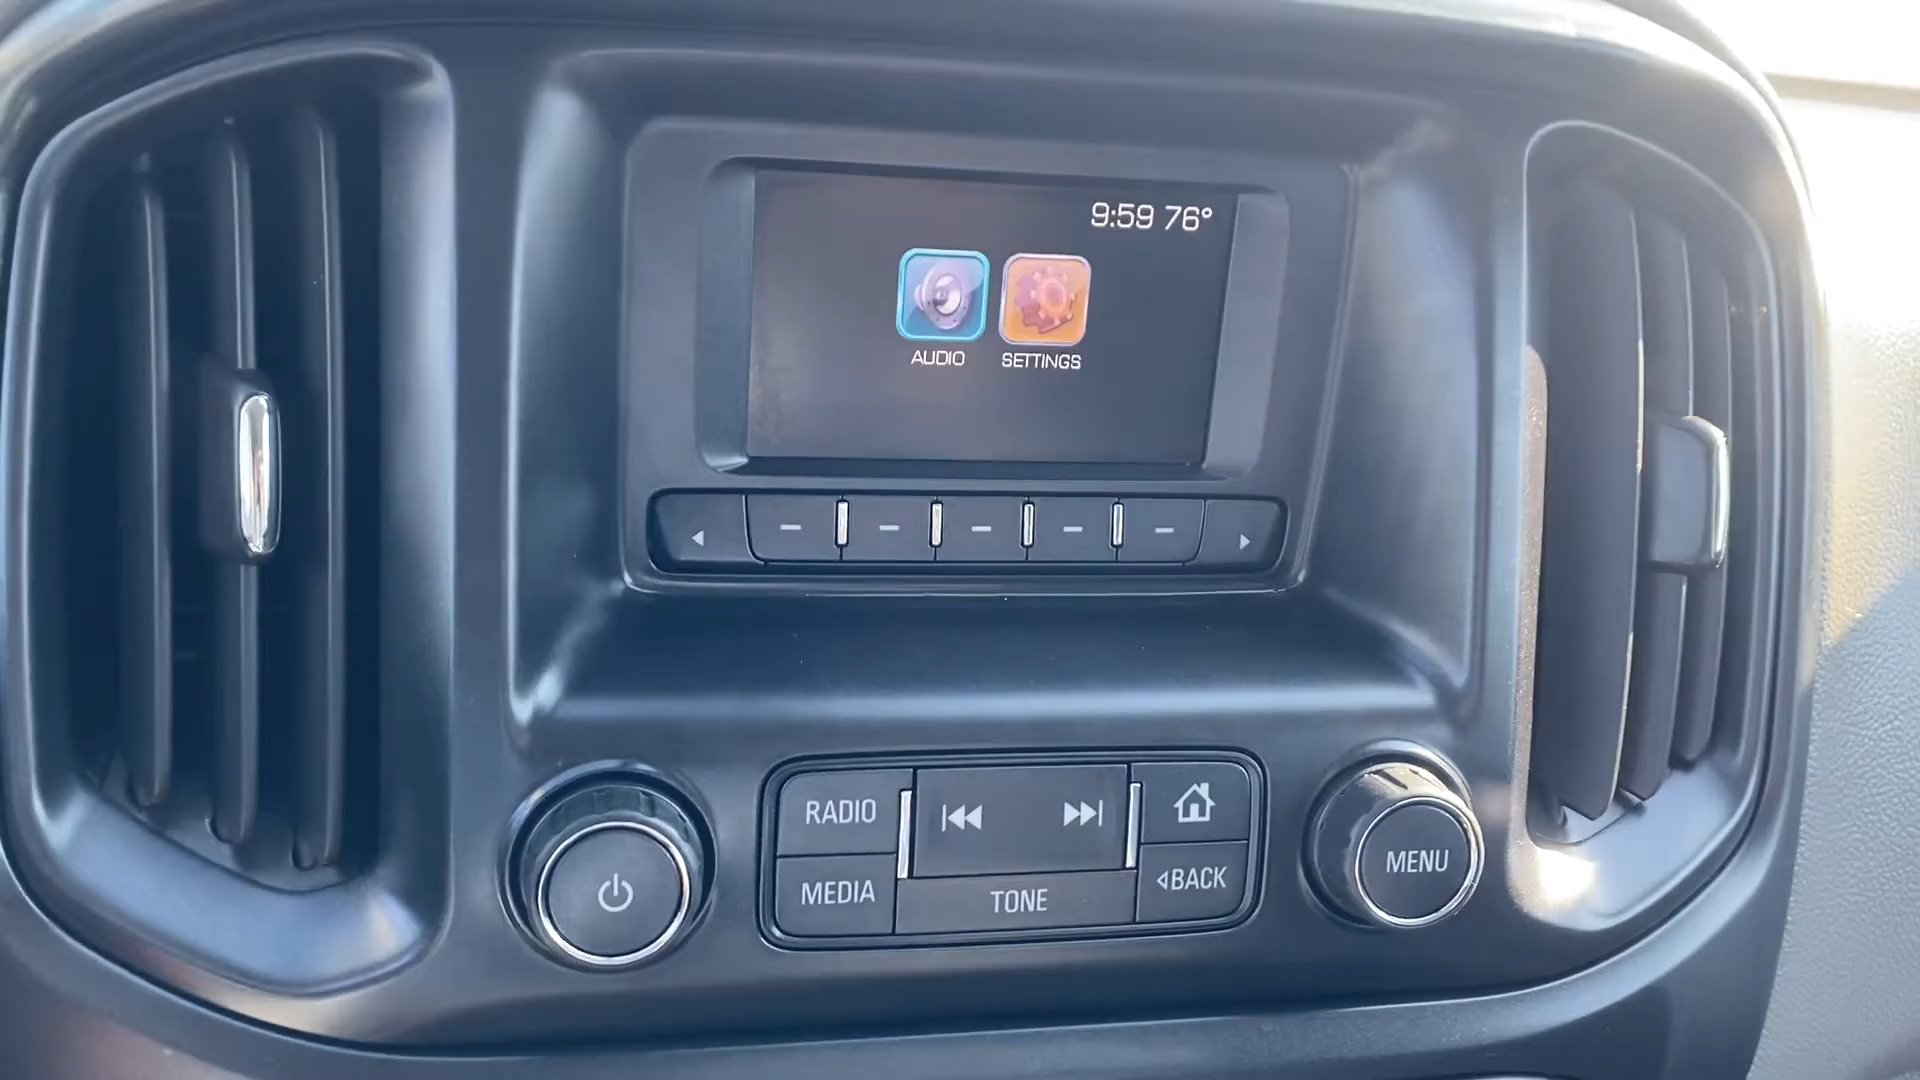 9:59 76°
AUDIO SETTINGS
RADIO
MEDIA
TONE
BACK
MENU